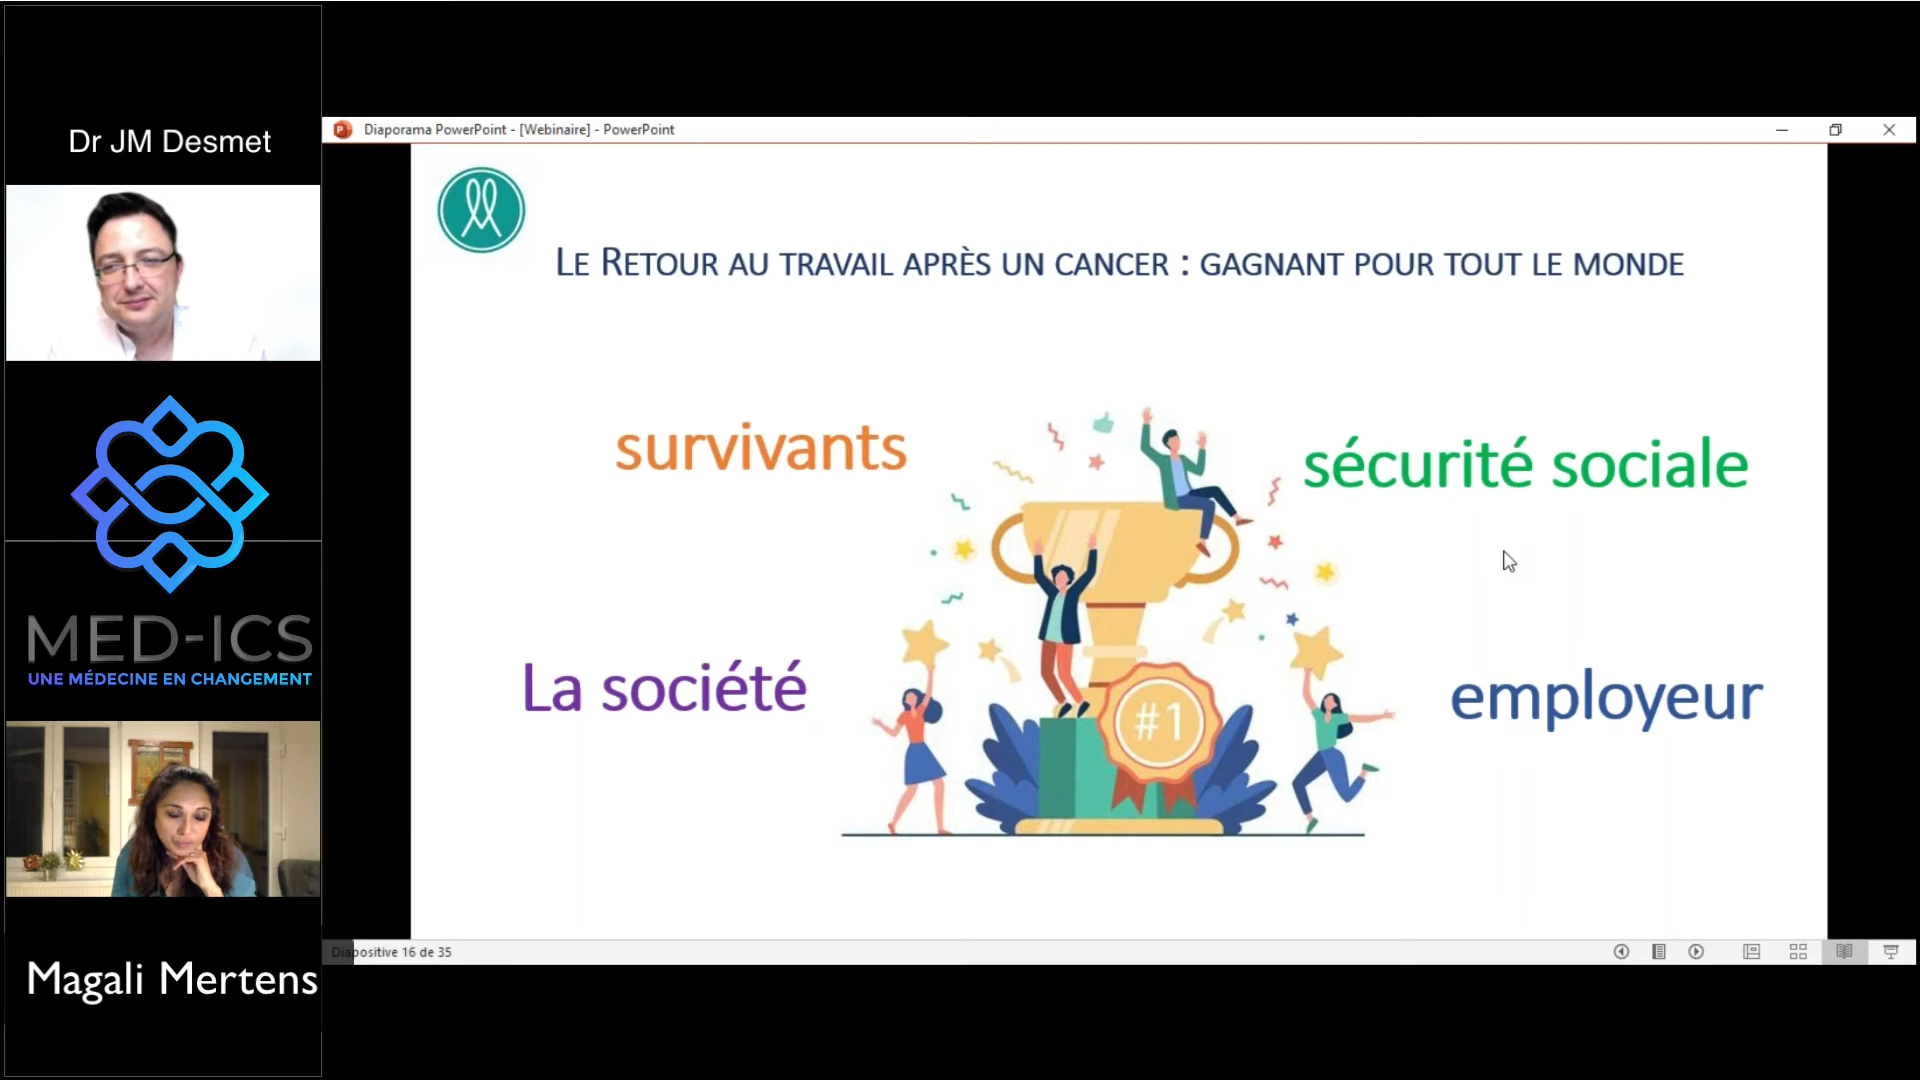 Dr JM Desmet
MED-ICS
UNE MÉDECINE EN CHANGEMENT
Magali Mertens
Diaporama PowerPoint - [Webinaire] - PowerPoint
LE RETOUR AU TRAVAIL APRÈS UN CANCER : GAGNANT POUR TOUT LE MONDE
survivants
sécurité sociale
La société
employeur
#1
Diapositive 16 de 35